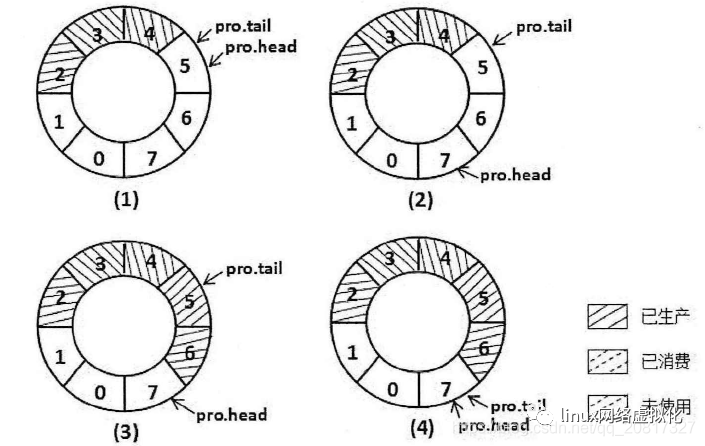 3 4 pro.tail
pro.head
2 5
1 6
0 7
(1)
3 4 pro.tail
2 5
1 6
0 7 pro.head
(2)
3 4 pro.tail
2 5
1 6
0 7
pro.head
(3)
3 4
2 5
1 6
0 7
pro.tail
pro.head
(4)
已生产
已消费
未使用
linux网络虚拟化